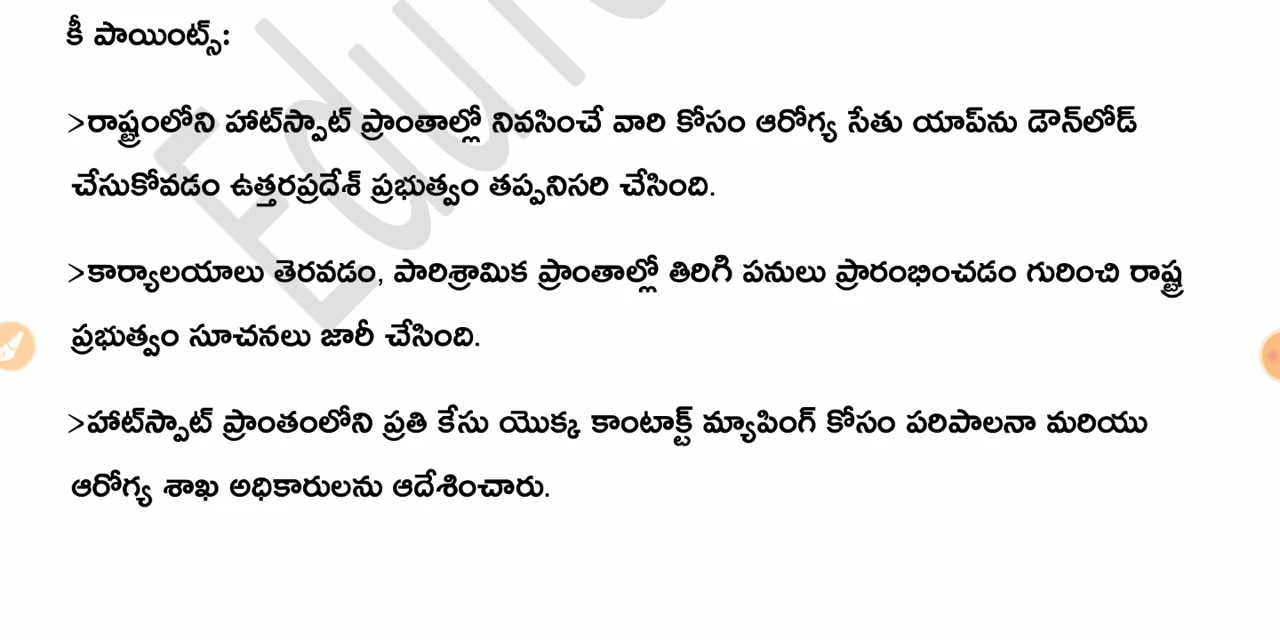 కీ పాయింట్స్:
>రాష్ట్రంలోని హాట్‌స్పాట్ ప్రాంతాల్లో నివసించే వారి కోసం ఆరోగ్య సేతు యాప్‌ను డౌన్‌లోడ్
చేసుకోవడం ఉత్తరప్రదేశ్ ప్రభుత్వం తప్పనిసరి చేసింది.
>కార్యాలయాలు తెరవడం, పారిశ్రామిక ప్రాంతాల్లో తిరిగి పనులు ప్రారంభించడం గురించి రాష్ట్ర
ప్రభుత్వం సూచనలు జారీ చేసింది.
>హాట్‌స్పాట్ ప్రాంతంలోని ప్రతి కేసు యొక్క కాంటాక్ట్ మ్యాపింగ్ కోసం పరిపాలనా మరియు
ఆరోగ్య శాఖ అధికారులను ఆదేశించారు.